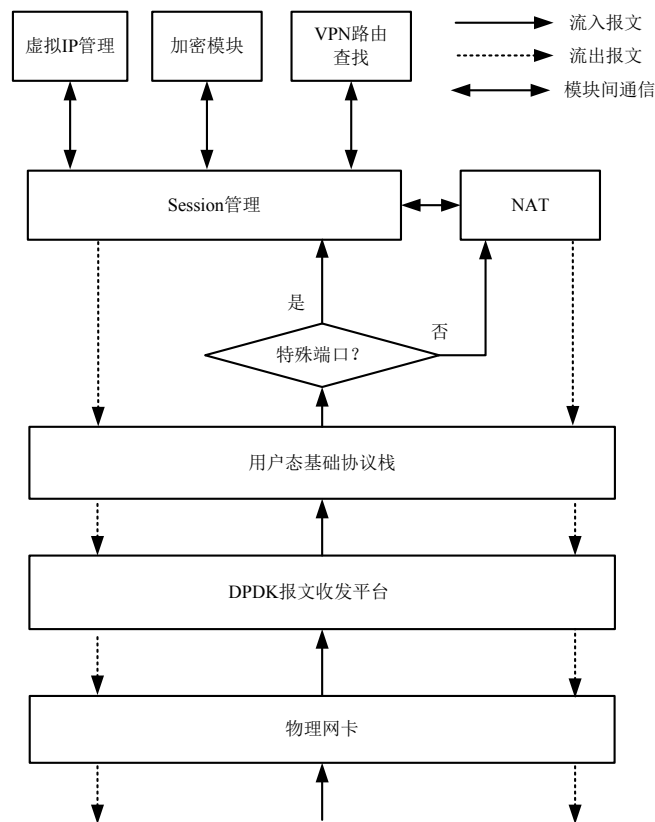 虚拟IP管理
加密模块
VPN路由
查找
流入报文
流出报文
模块间通信
Session管理
NAT
是
否
特殊端口?
用户态基础协议栈
DPDK报文收发平台
物理网卡